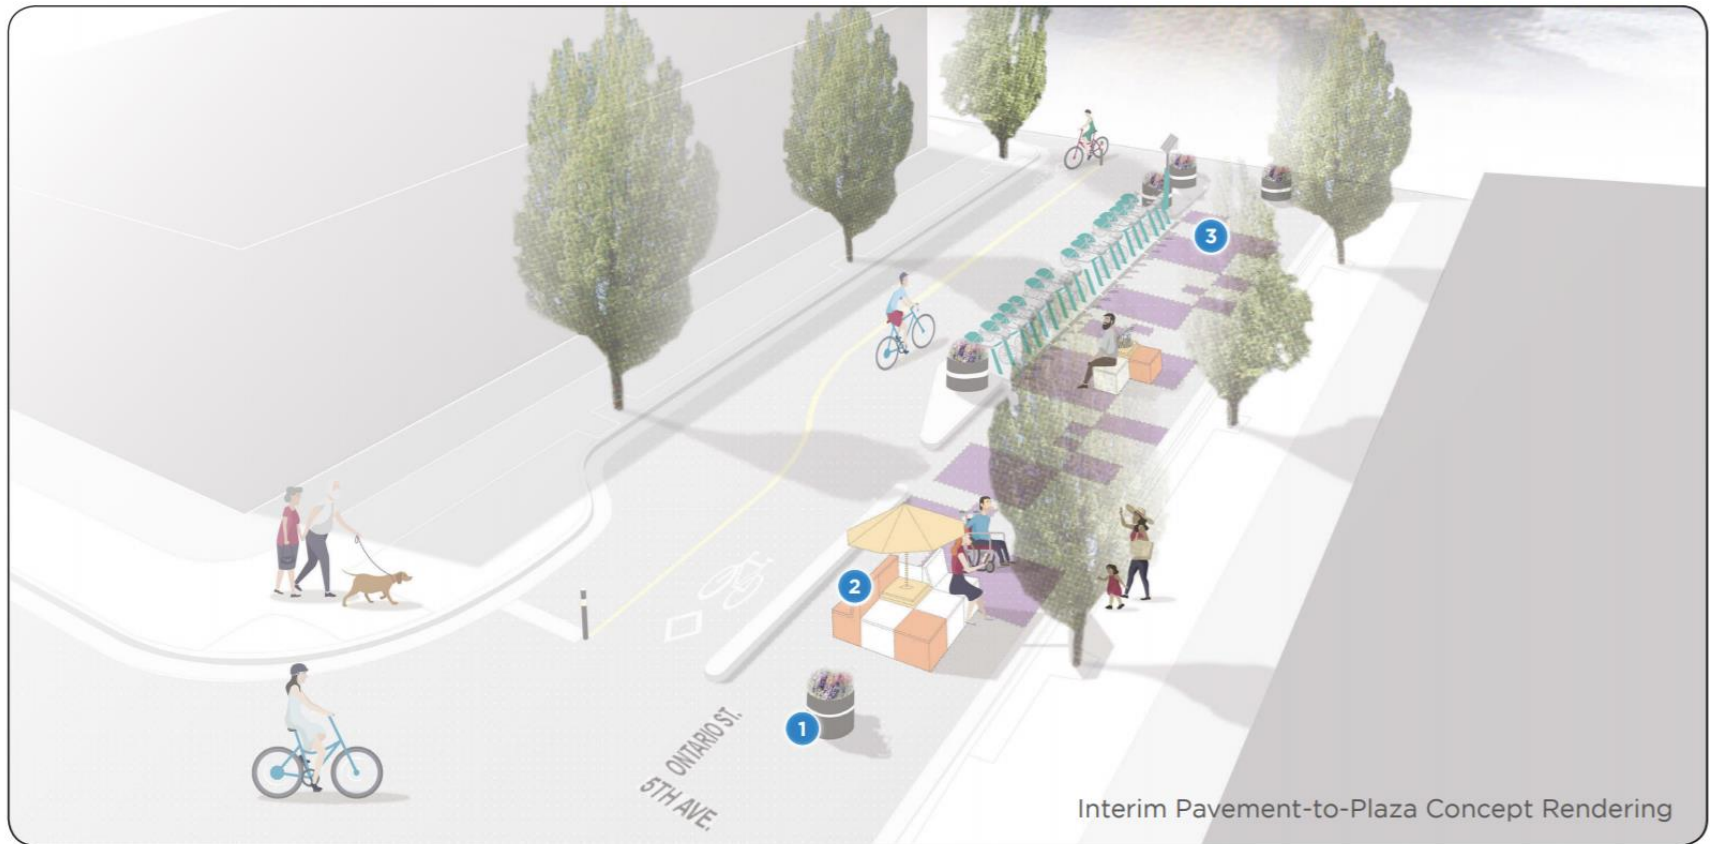 3
2
1
ONTARIO ST.
5TH AVE.
Interim Pavement-to-Plaza Concept Rendering